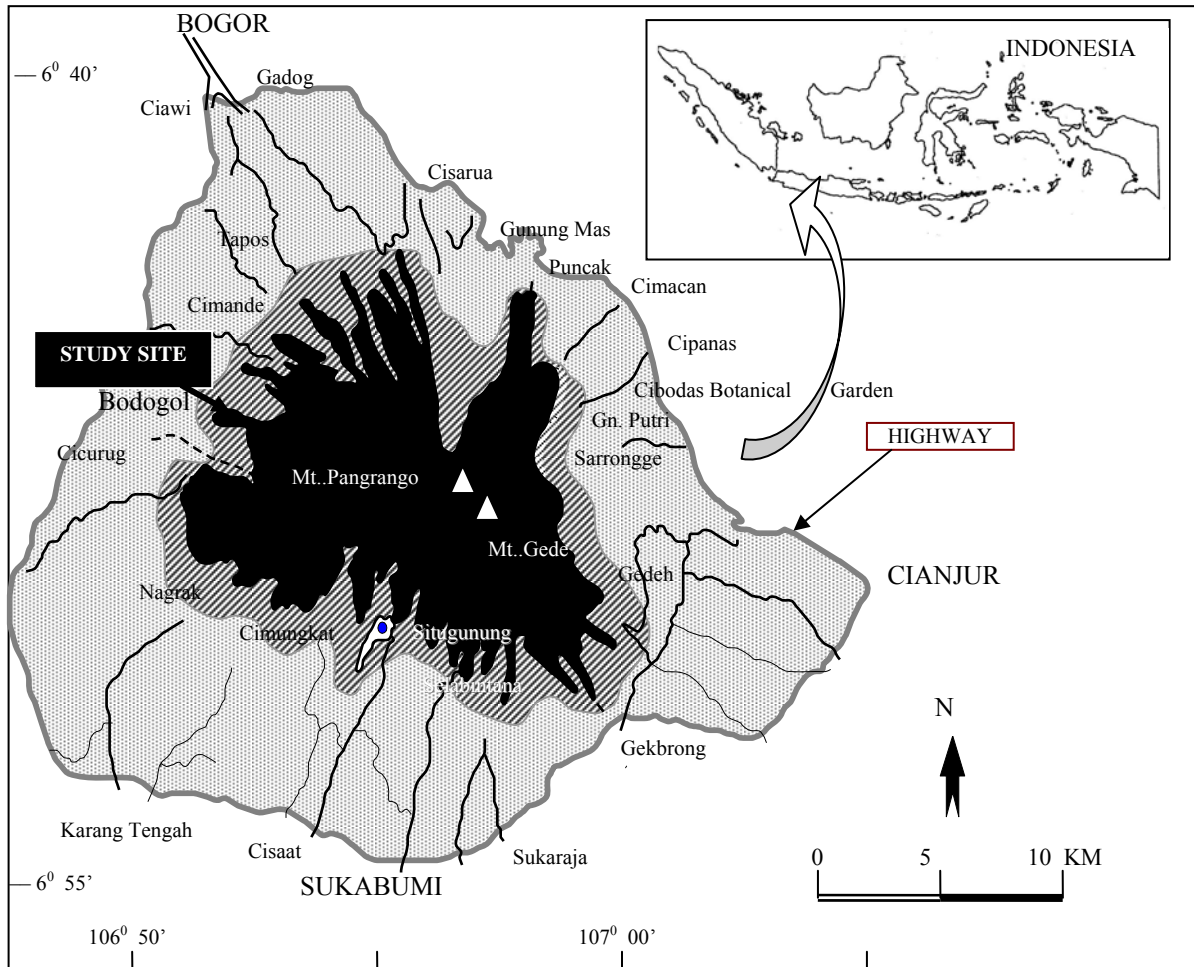 BOGOR
INDONESIA
6⁰ 40’
Gadog
Ciawi
Cisarua
Tapos
Gunung Mas
Puncak
Cimande
Cimacan
STUDY SITE
Cipanas
Bodogol
Cibodas Botanical Garden
Gn. Putri
HIGHWAY
Cicurug
Sarrongge
Mt..Pangrango
Mt..Gede
Gedeh
CIANJUR
Nagrak
Cimungkat
Situgunung
Selabintana
N
Gekbrong
Karang Tengah
Cisaat
Sukaraja
0 5 10 KM
SUKABUMI
6⁰ 55’
106⁰ 50’
107⁰ 00’